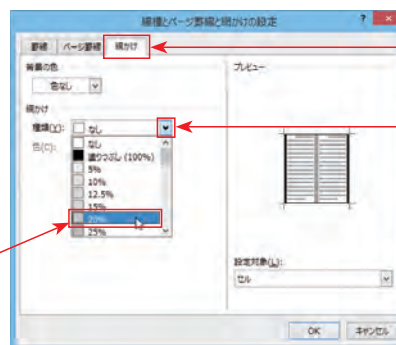 線種とページ罫線と網かけの設定
?
罫線 ページ罫線 網かけ
背景の色
色なし
網かけ
種類(Y): なし
色(C):
なし
塗りつぶし (100%)
5%
10%
12.5%
15%
20%
25%
プレビュー
設定対象(L):
セル
OK キャンセル